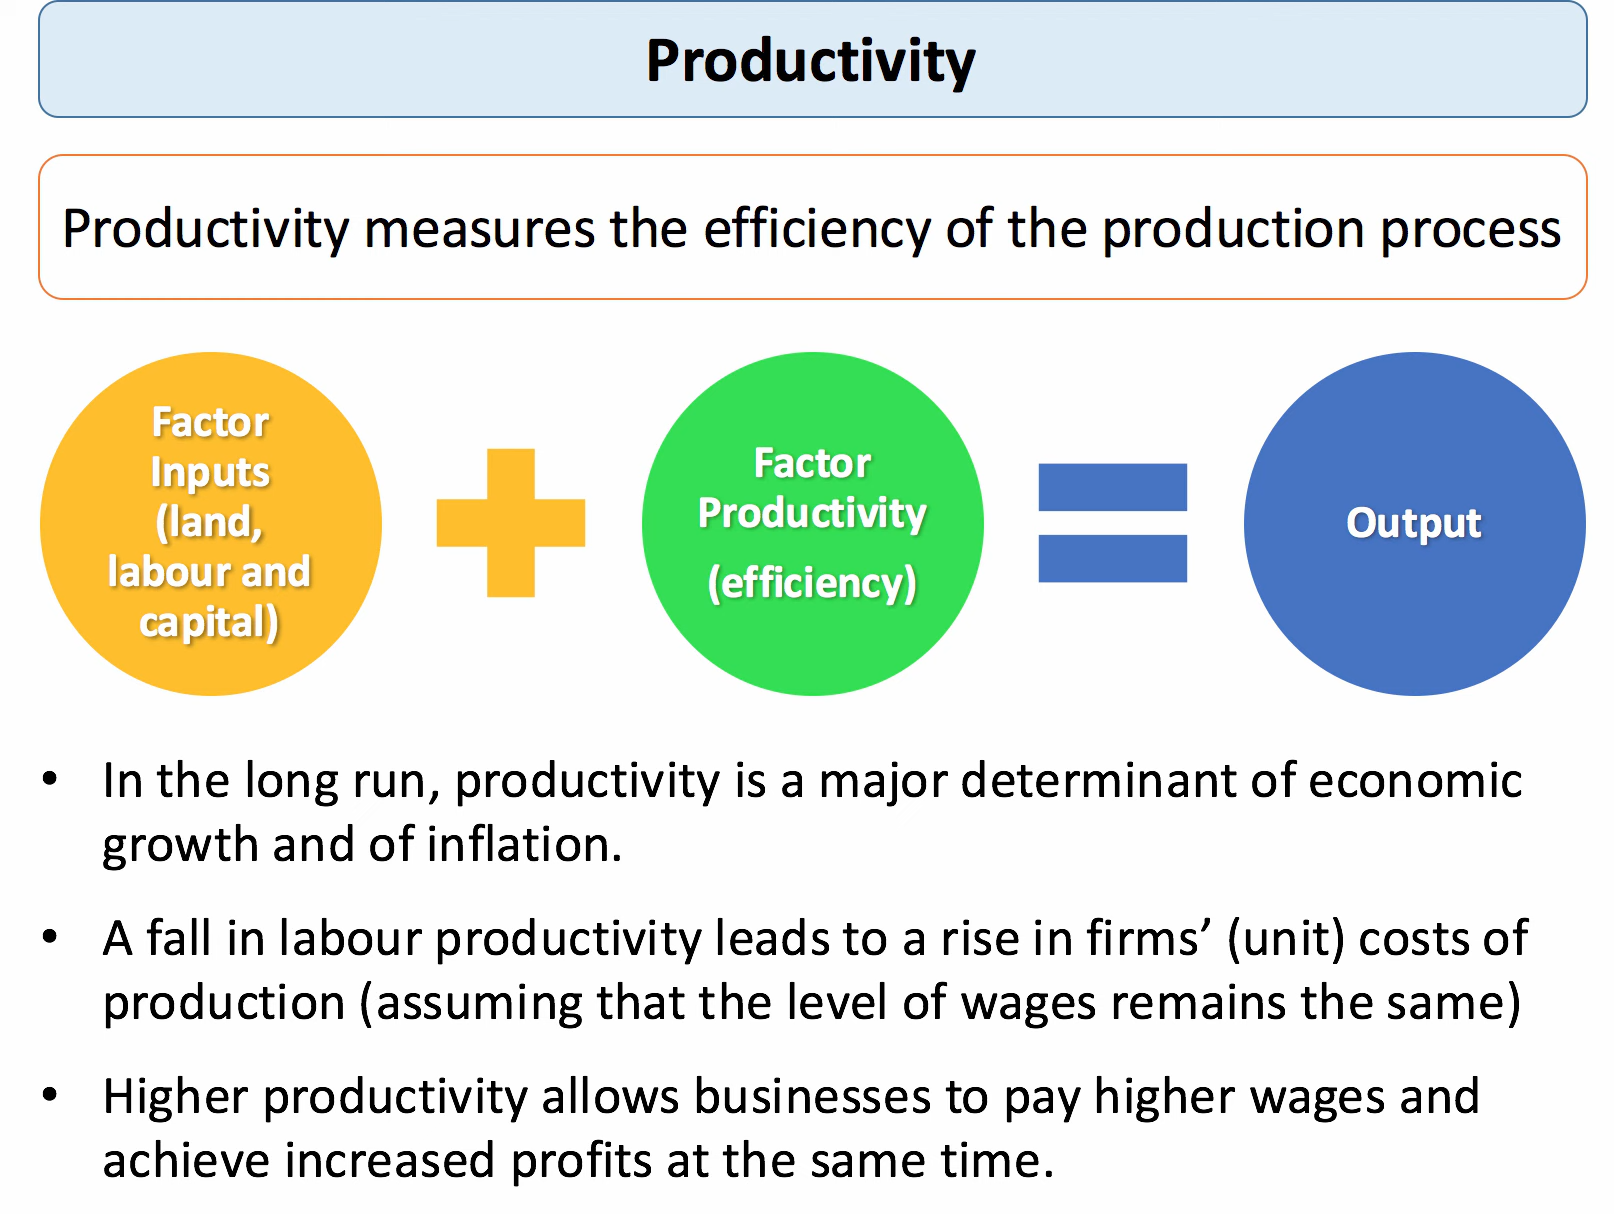 Productivity
Productivity measures the efficiency of the production process
Factor
Inputs
(land,
labour and
capital)
Factor
Productivity
(efficiency)
Output
• In the long run, productivity is a major determinant of economic
growth and of inflation.
• A fall in labour productivity leads to a rise in firms’ (unit) costs of
production (assuming that the level of wages remains the same)
• Higher productivity allows businesses to pay higher wages and
achieve increased profits at the same time.